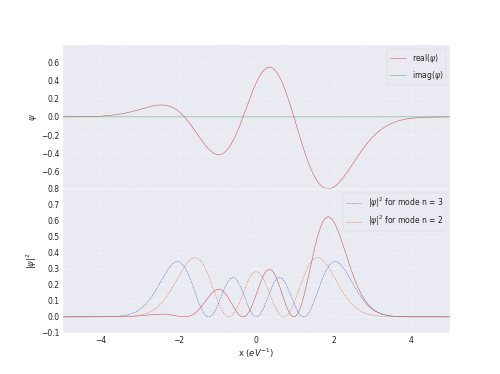 0.6
0.4
0.2
0.0
−0.2
−0.4
−0.6
ψ
real(ψ)
imag(ψ)
0.8
0.7
0.6
0.5
0.4
0.3
0.2
0.1
0.0
−0.1
|ψ|²
|ψ|² for mode n = 3
|ψ|² for mode n = 2
−4 −2 0 2 4
x (eV⁻¹)